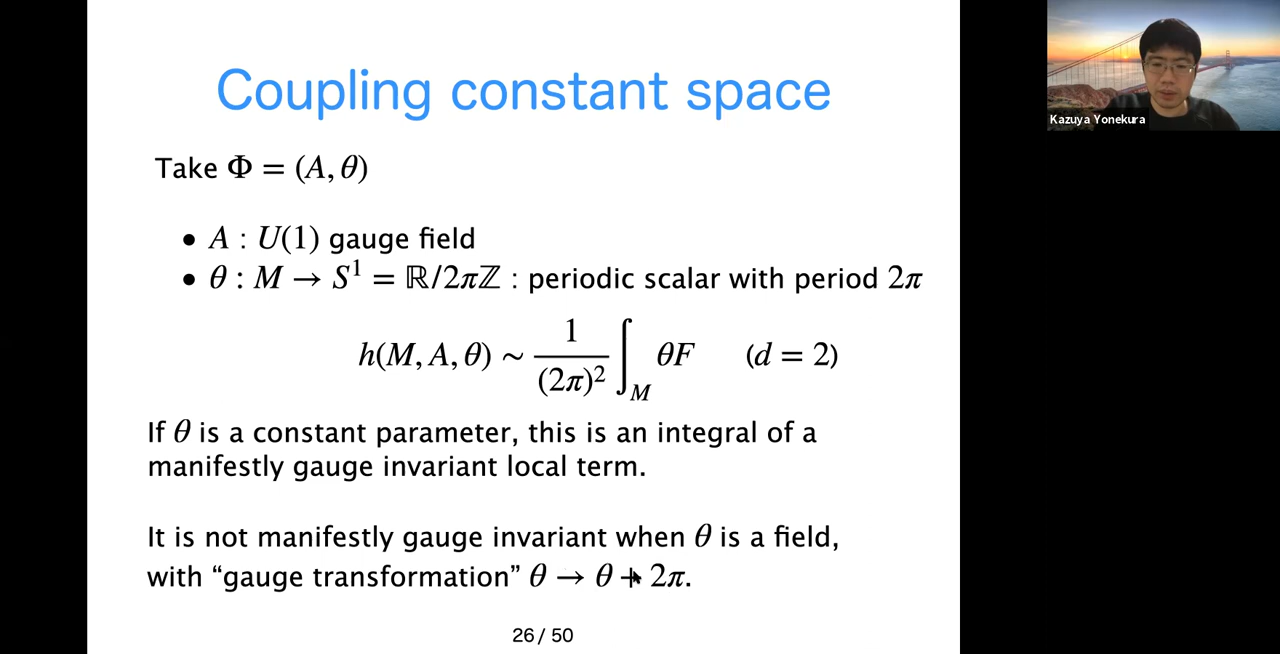 Coupling constant space
Take Φ = (A, θ)
• A : U(1) gauge field
• θ : M → S¹ = ℝ/2πℤ : periodic scalar with period 2π
h(M, A, θ) ~ 1/(2π)² ∫_M θF (d = 2)
If θ is a constant parameter, this is an integral of a
manifestly gauge invariant local term.
It is not manifestly gauge invariant when θ is a field,
with “gauge transformation” θ → θ + 2π.
26 / 50
Kazuya Yonekura